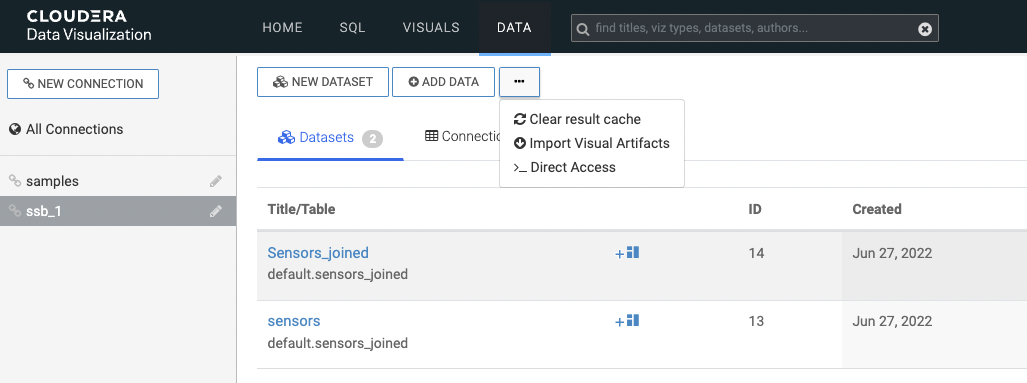 CLOUDERA
Data Visualization
HOME SQL VISUALS DATA
find titles, viz types, datasets, authors...
NEW CONNECTION
All Connections
samples
ssb_1
NEW DATASET ADD DATA ...
Clear result cache
Import Visual Artifacts
>_ Direct Access
Datasets 2 Connectio
Title/Table ID Created
Sensors_joined + 14 Jun 27, 2022
default.sensors_joined
sensors + 13 Jun 27, 2022
default.sensors_joined